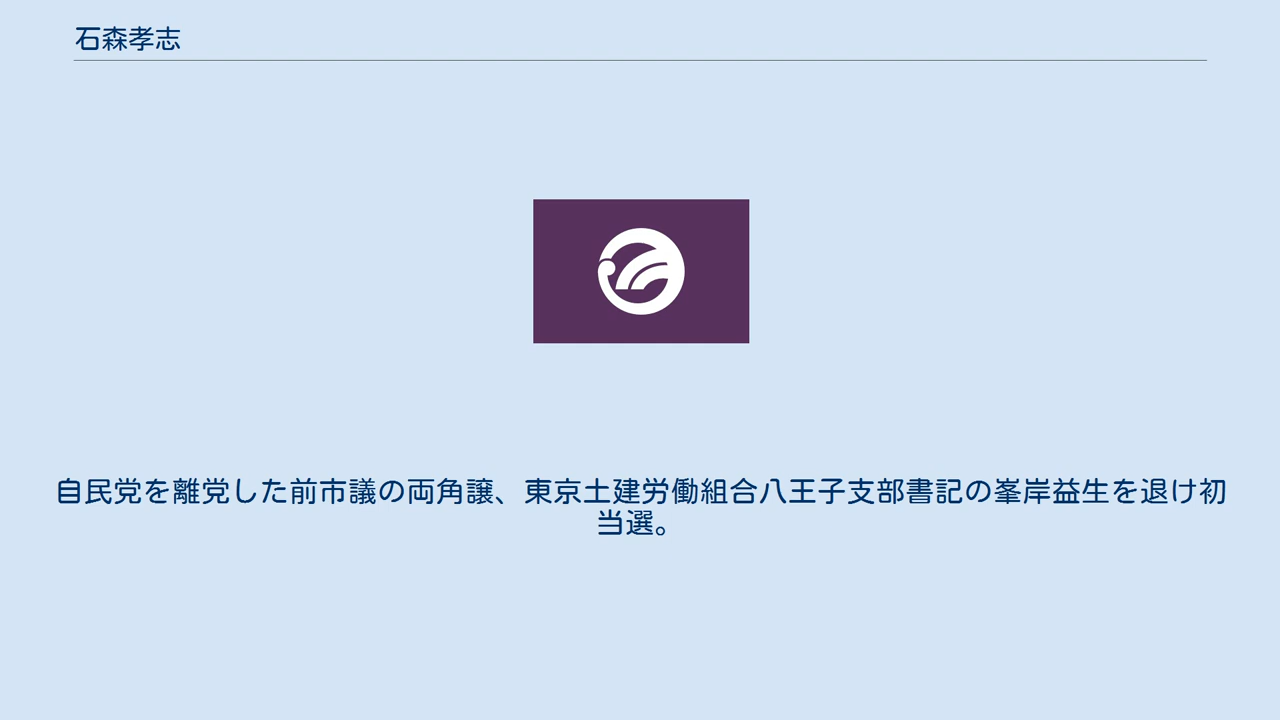 石森孝志
自民党を離党した前市議の両角譲、東京土建労働組合八王子支部書記の峯岸益生を退け初
当選。